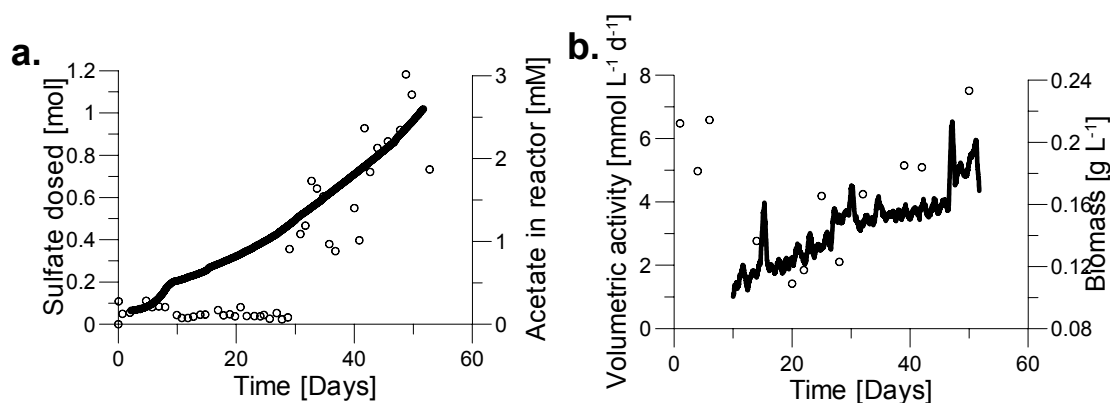 a.
Sulfate dosed [mol]
1.2
1
0.8
0.6
0.4
0.2
0
3
2
1
0
Acetate in reactor [mM]
0 20 40 60
Time [Days]
b.
Volumetric activity [mmol L-1 d-1]
8
6
4
2
0
0.24
0.20
0.16
0.12
0.08
Biomass [g L-1]
0 20 40 60
Time [Days]